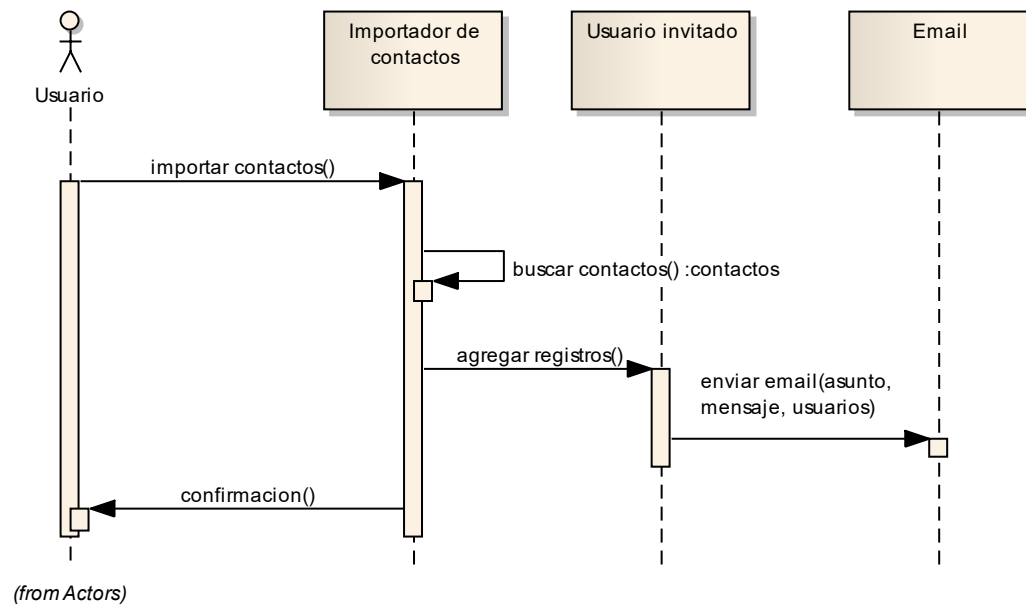 Usuario
Importador de
contactos
Usuario invitado
Email
importar contactos()
buscar contactos() :contactos
agregar registros()
enviar email(asunto,
mensaje, usuarios)
confirmacion()
(from Actors)